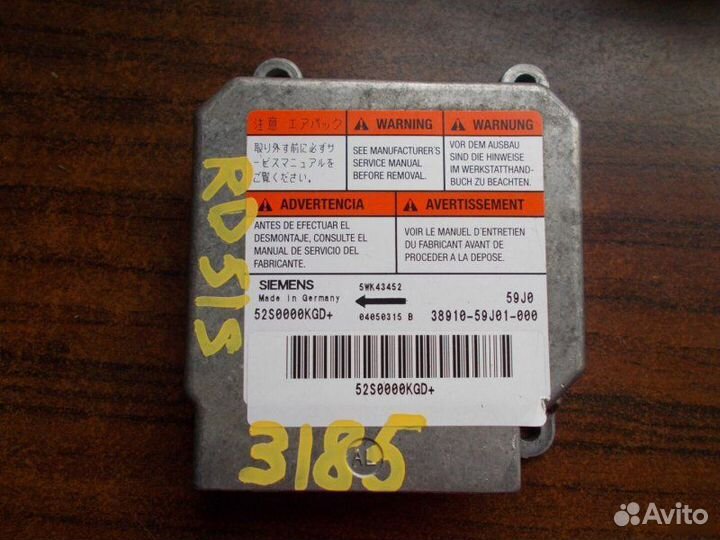 注意 エアバッグ
取り外す前に必ずサ
ービスマニュアルを
ご覧ください。
WARNING
SEE MANUFACTURER'S
SERVICE MANUAL
BEFORE REMOVAL.
WARNUNG
VOR DEM AUSBAU
SIND DIE HINWEISE
IM WERKSTATTHAND-
BUCH ZU BEACHTEN.
ADVERTENCIA
ANTES DE EFECTUAR EL
DESMONTAJE, CONSULTE EL
MANUAL DE SERVICIO DEL
FABRICANTE.
AVERTISSEMENT
VOIR LE MANUEL D'ENTRETIEN
DU FABRICANT AVANT DE
PROCEDER A LA DEPOSE.
SIEMENS 5WK43452 59J0
Made in Germany
52S0000KGD+ 04050315 B 38910-59J01-000
52S0000KGD+
RD51S
3185
AL
Avito